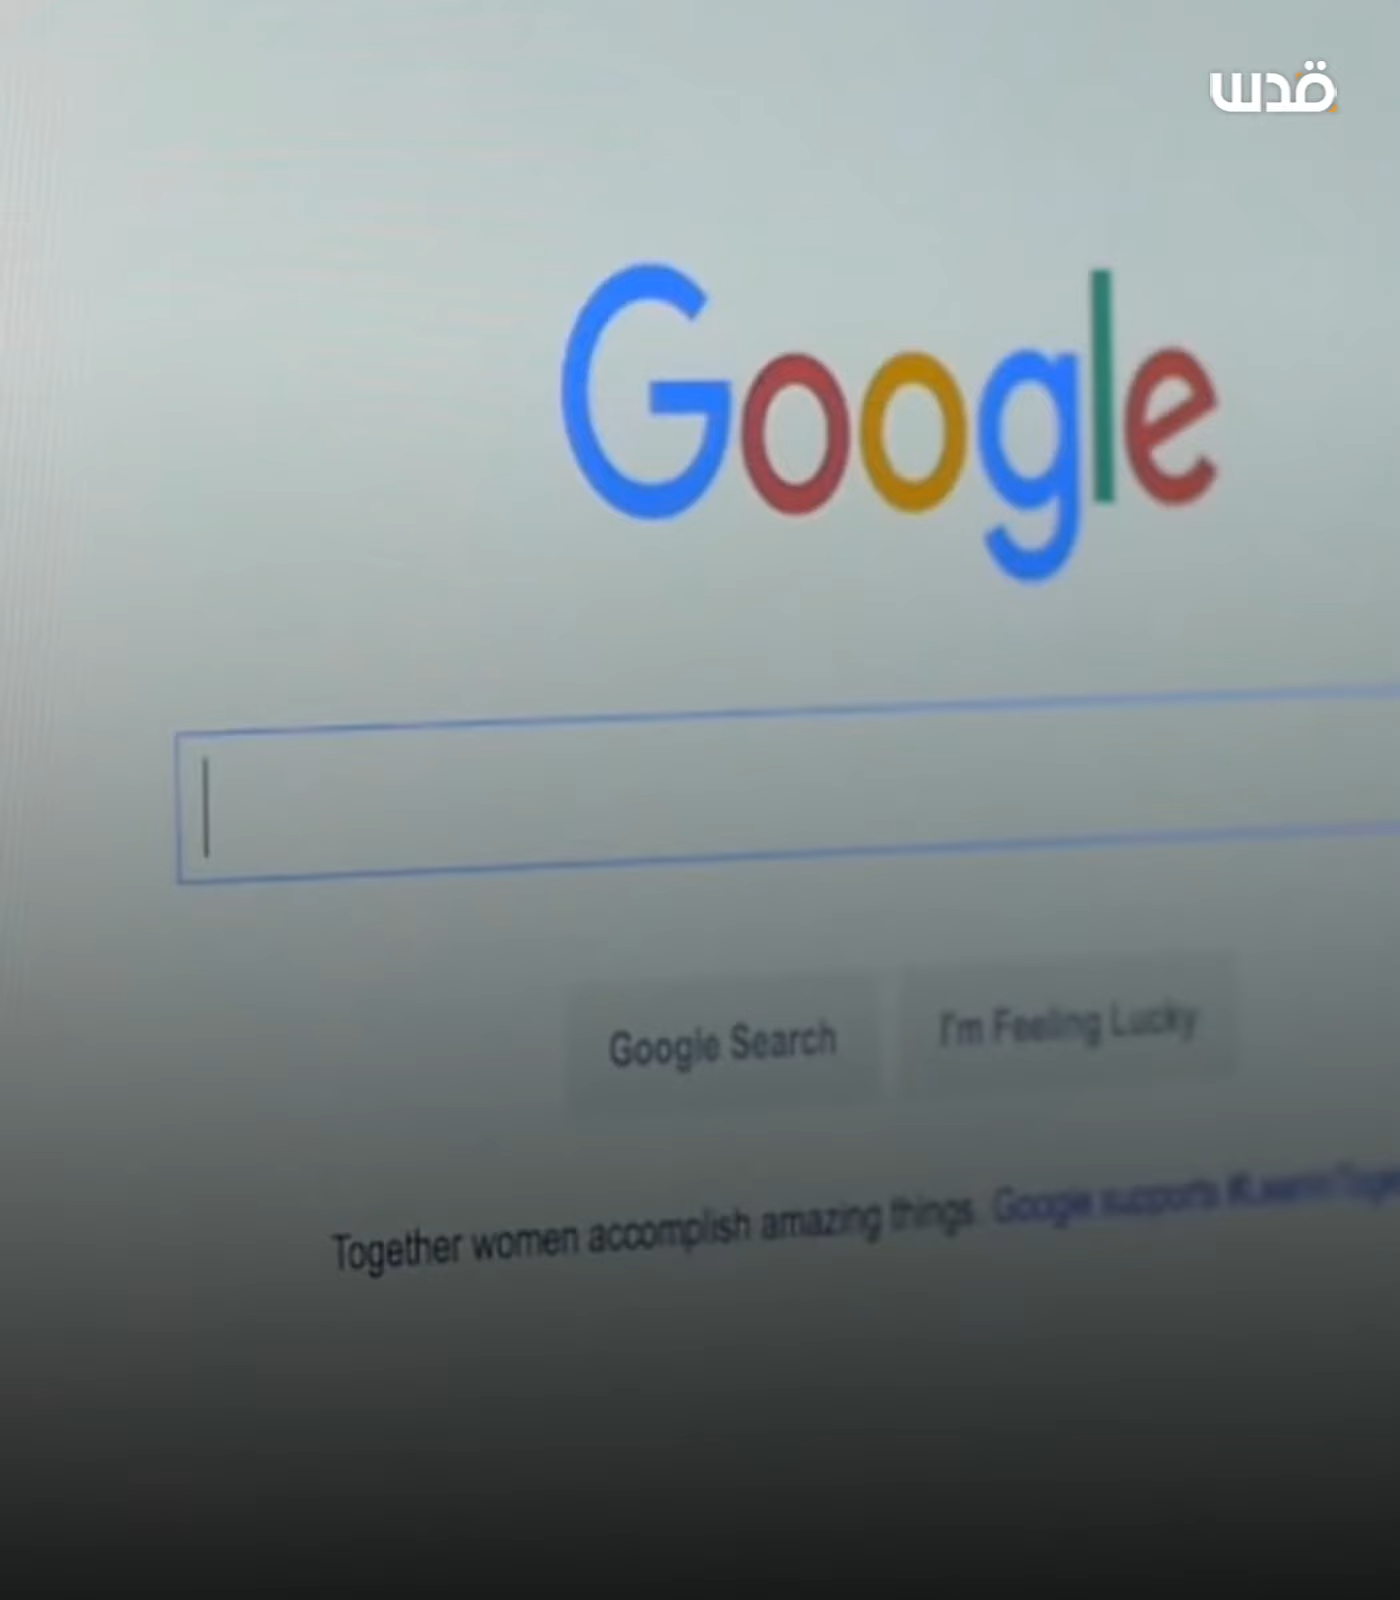 قدس
Google
Google Search
I'm Feeling Lucky
Together women accomplish amazing things. Google supports